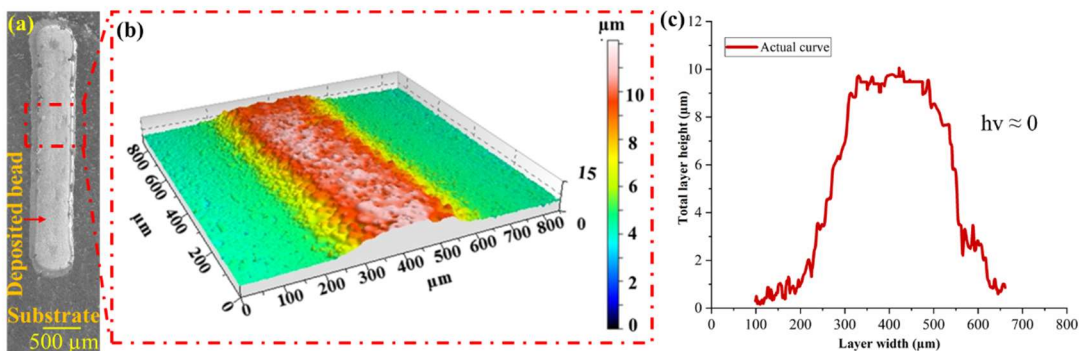 (a)
Deposited bead
Substrate
500 µm
(b)
µm
10
8
6
4
2
0
800
600
400
200
0
µm
0
100
200
300
400
500
600
700
800
µm
15
0
(c)
Actual curve
hv ≈ 0
Total layer height (µm)
12
10
8
6
4
2
0
0 100 200 300 400 500 600 700 800
Layer width (µm)